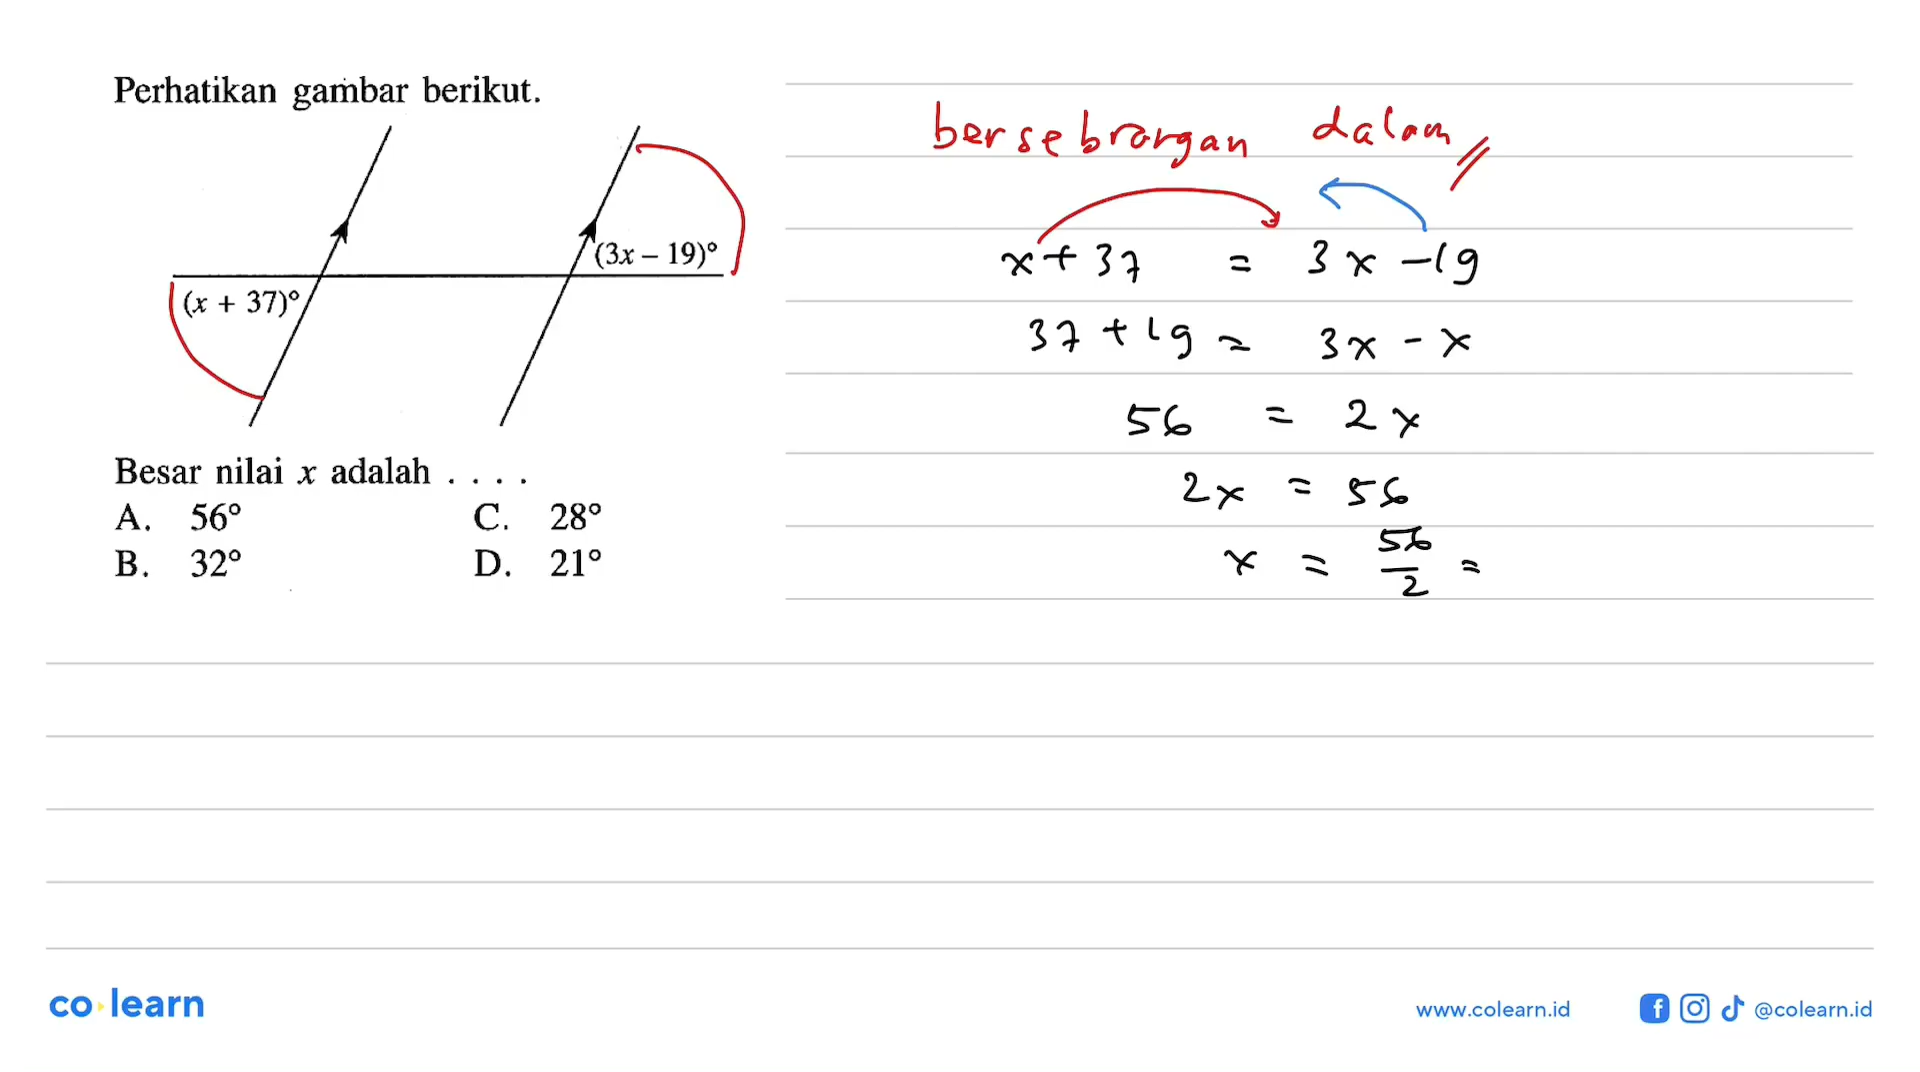 Perhatikan gambar berikut.
(3x – 19)°
(x + 37)°
Besar nilai x adalah . . . .
A. 56° C. 28°
B. 32° D. 21°
bersebrangan dalam
x + 37 = 3x - 19
37 + 19 = 3x - x
56 = 2x
2x = 56
x = 56/2 =
co learn
www.colearn.id @colearn.id